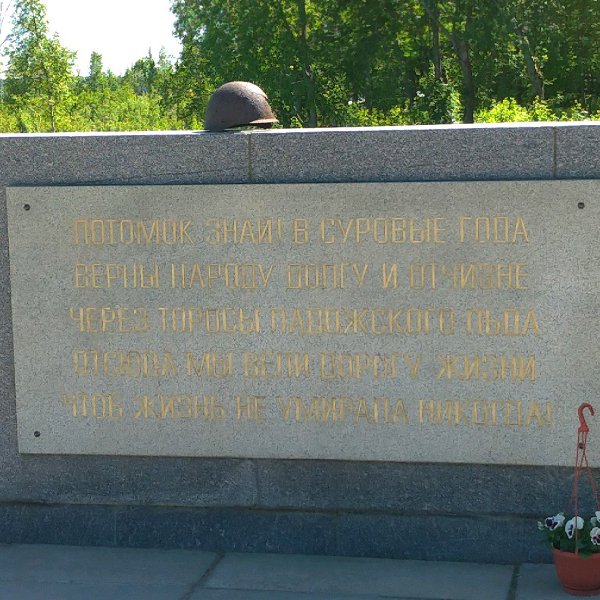 ПОТОМОК ЗНАЙ! В СУРОВЫЕ ГОДА
ВЕРНЫ НАРОДУ ДОЛГУ И ОТЧИЗНЕ
ЧЕРЕЗ ТОРОСЫ ЛАДОЖСКОГО ЛЬДА
ОТСЮДА МЫ ВЕЛИ ДОРОГУ ЖИЗНИ
ЧТОБ ЖИЗНЬ НЕ УМИРАЛА НИКОГДА!